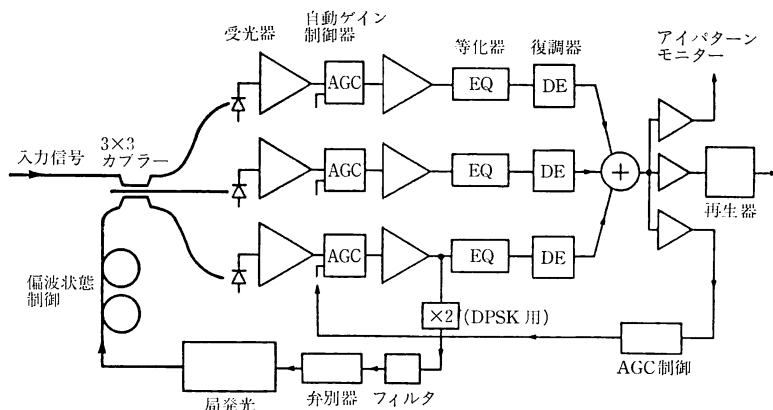 自動ゲイン
制御器
受光器
等化器
復調器
アイパターン
モニター
AGC
EQ
DE
3×3
カプラー
入力信号
AGC
EQ
DE
+
再生器
AGC
EQ
DE
偏波状態
制御
×2
(DPSK 用)
AGC 制御
局発光
弁別器
フィルタ